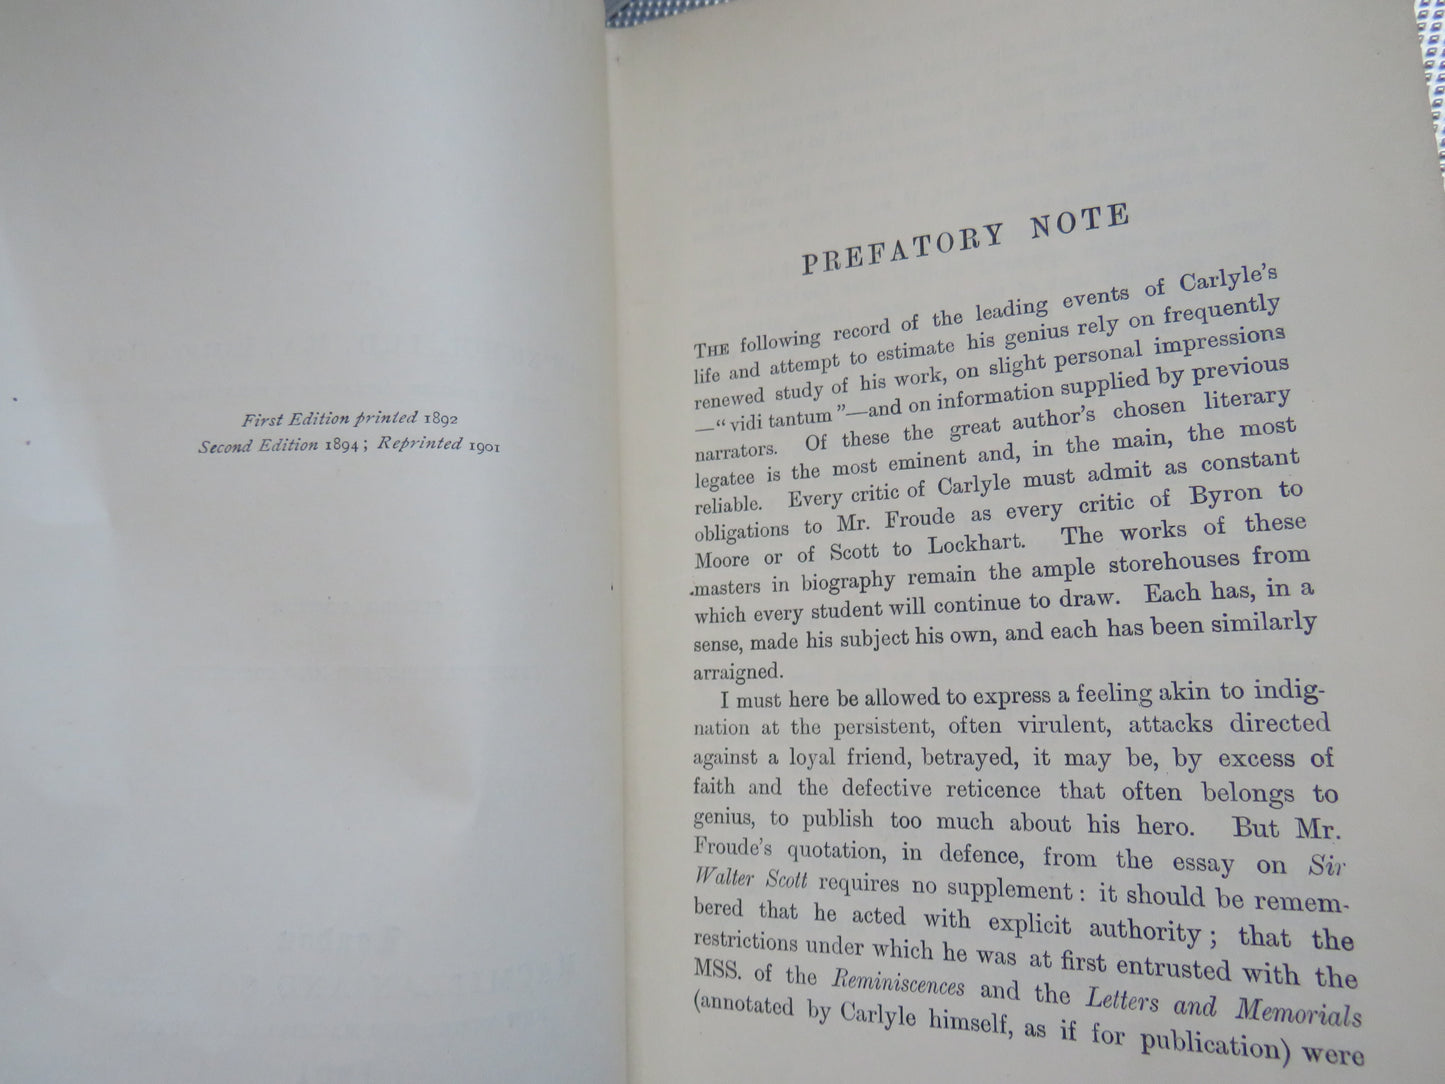 First Edition printed 1892
Second Edition 1894; Reprinted 1901
PREFATORY NOTE
THE following record of the leading events of Carlyle's
life and attempt to estimate his genius rely on frequently
renewed study of his work, on slight personal impressions
—"vidi tantum"—and on information supplied by previous
narrators. Of these the great author's chosen literary
legatee is the most eminent and, in the main, the most
reliable. Every critic of Carlyle must admit as constant
obligations to Mr. Froude as every critic of Byron to
Moore or of Scott to Lockhart. The works of these
masters in biography remain the ample storehouses from
which every student will continue to draw. Each has, in a
sense, made his subject his own, and each has been similarly
arraigned.
I must here be allowed to express a feeling akin to indig-
nation at the persistent, often virulent, attacks directed
against a loyal friend, betrayed, it may be, by excess of
faith and the defective reticence that often belongs to
genius, to publish too much about his hero. But Mr.
Froude's quotation, in defence, from the essay on Sir
Walter Scott requires no supplement: it should be remem-
bered that he acted with explicit authority; that the
restrictions under which he was at first entrusted with the
MSS. of the Reminiscences and the Letters and Memorials
(annotated by Carlyle himself, as if for publication) were